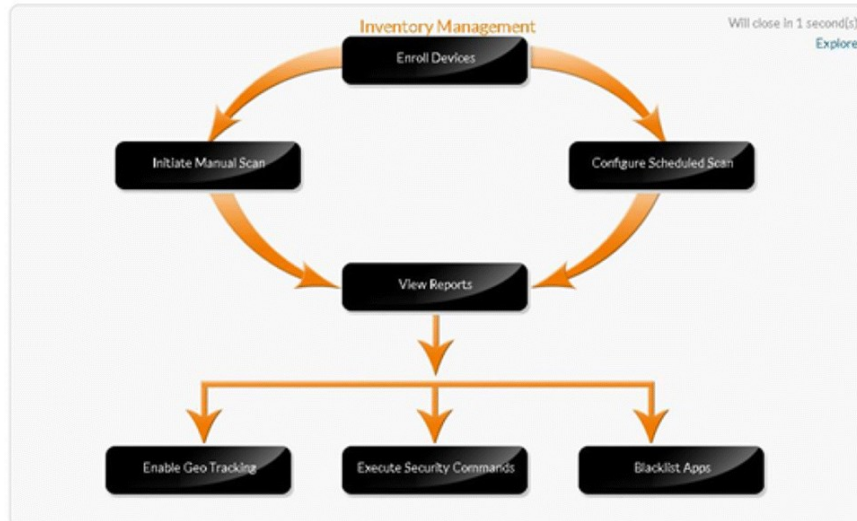 Inventory Management
Will close in 1 second(s)
Explore
Enroll Devices
Initiate Manual Scan
Configure Scheduled Scan
View Reports
Enable Geo Tracking
Execute Security Commands
Blacklist Apps